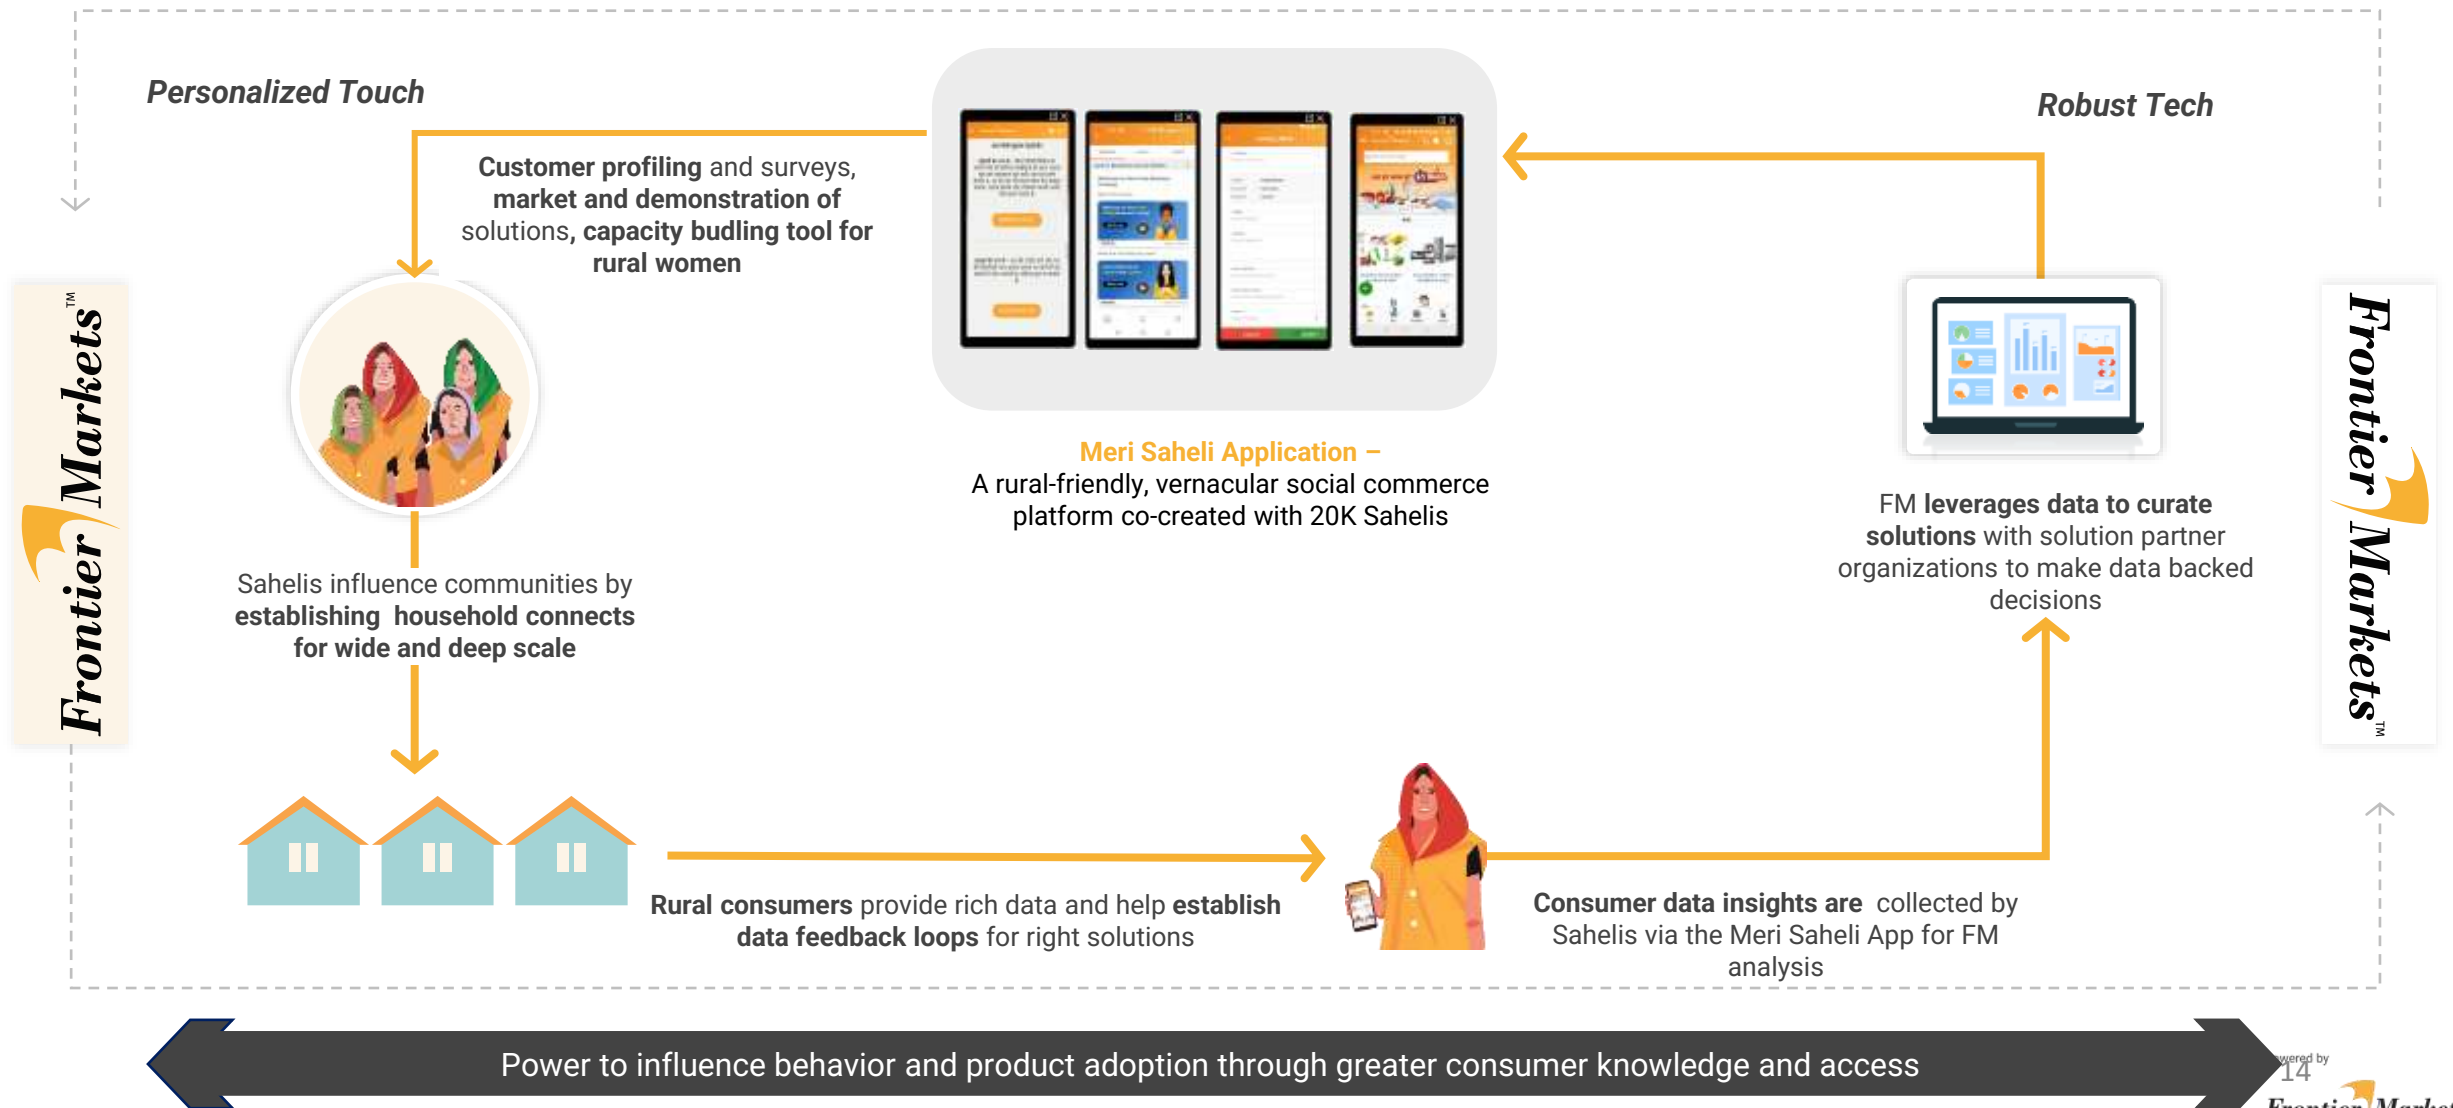 Personalized Touch
Robust Tech
Customer profiling and surveys,
market and demonstration of
solutions, capacity budling tool for
rural women
Meri Saheli Application –
A rural-friendly, vernacular social commerce
platform co-created with 20K Sahelis
FM leverages data to curate
solutions with solution partner
organizations to make data backed
decisions
Frontier Markets™
Frontier Markets™
Sahelis influence communities by
establishing household connects
for wide and deep scale
Rural consumers provide rich data and help establish
data feedback loops for right solutions
Consumer data insights are collected by
Sahelis via the Meri Saheli App for FM
analysis
Power to influence behavior and product adoption through greater consumer knowledge and access
by
14
Frontier